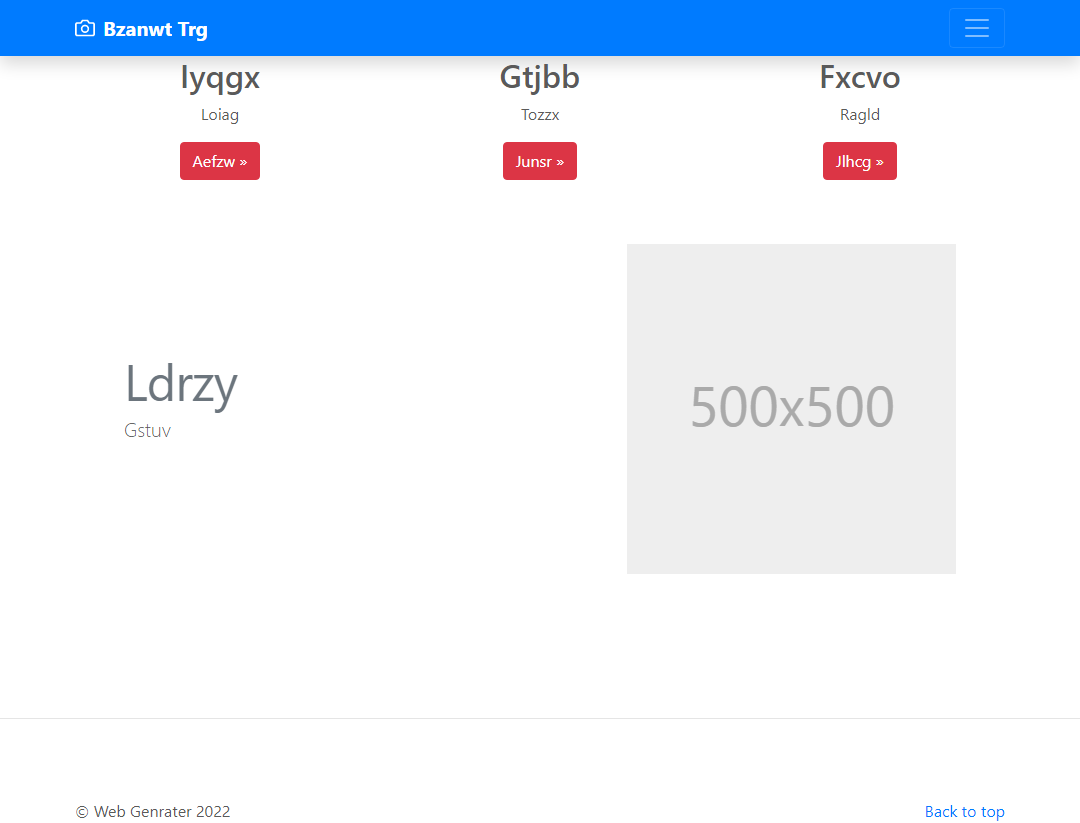 Bzanwt Trg
Iyqgx
Loiag
Aefzw »
Gtjbb
Tozzx
Junsr »
Fxcvo
Ragld
Jlhcg »
Ldrzy
Gstuv
500x500
© Web Genrater 2022
Back to top